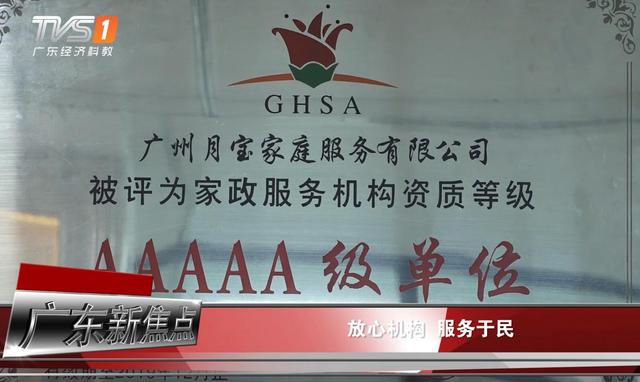 TVS1
广东经济科教
GHSA
广州月宝家庭服务有限公司
被评为家政服务机构资质等级
AAAAA级单位
广东新焦点
放心机构 服务于民